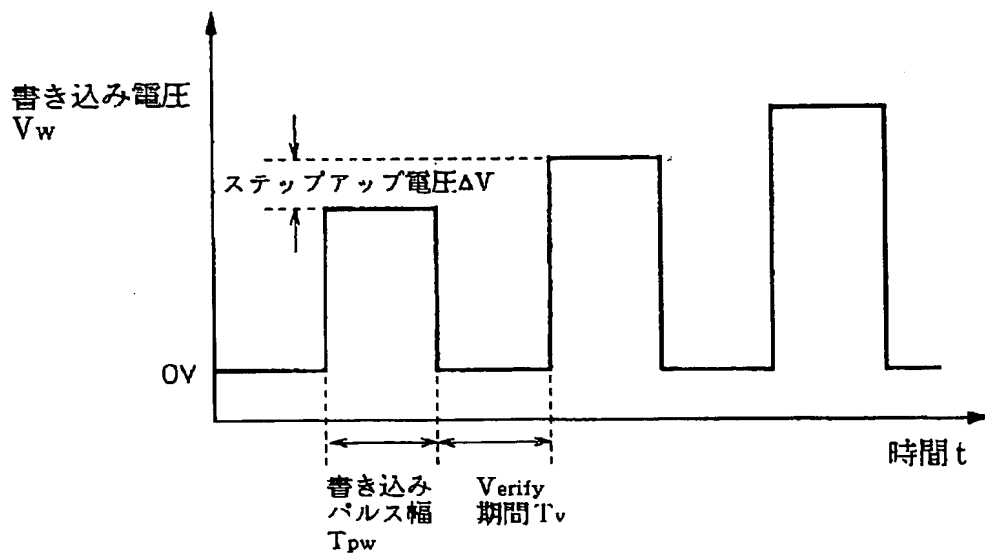 書き込み電圧
Vw
ステップアップ電圧ΔV
0V
時間t
書き込み
パルス幅
Tpw
Verify
期間Tv